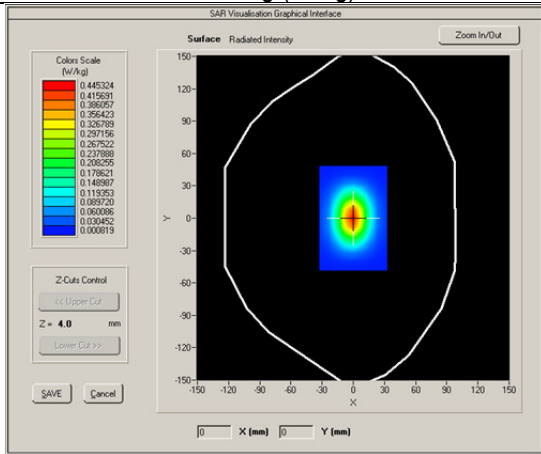 SAR Visualisation Graphical Interface
Surface Radiated Intensity
Zoom In/Out
Colors Scale
(W/kg)
0.445324
0.415691
0.386057
0.356423
0.326789
0.297156
0.267522
0.237888
0.208255
0.178621
0.148987
0.119353
0.089720
0.060086
0.030452
0.000819
Z-Cuts Control
<< Upper Cut
Z = 4.0 mm
Lower Cut >>
SAVE Cancel
150
120
90
60
30
0
-30
-60
-90
-120
-150
Y
-150 -120 -90 -60 -30 0 30 60 90 120 150
X
0 X (mm) 0 Y (mm)